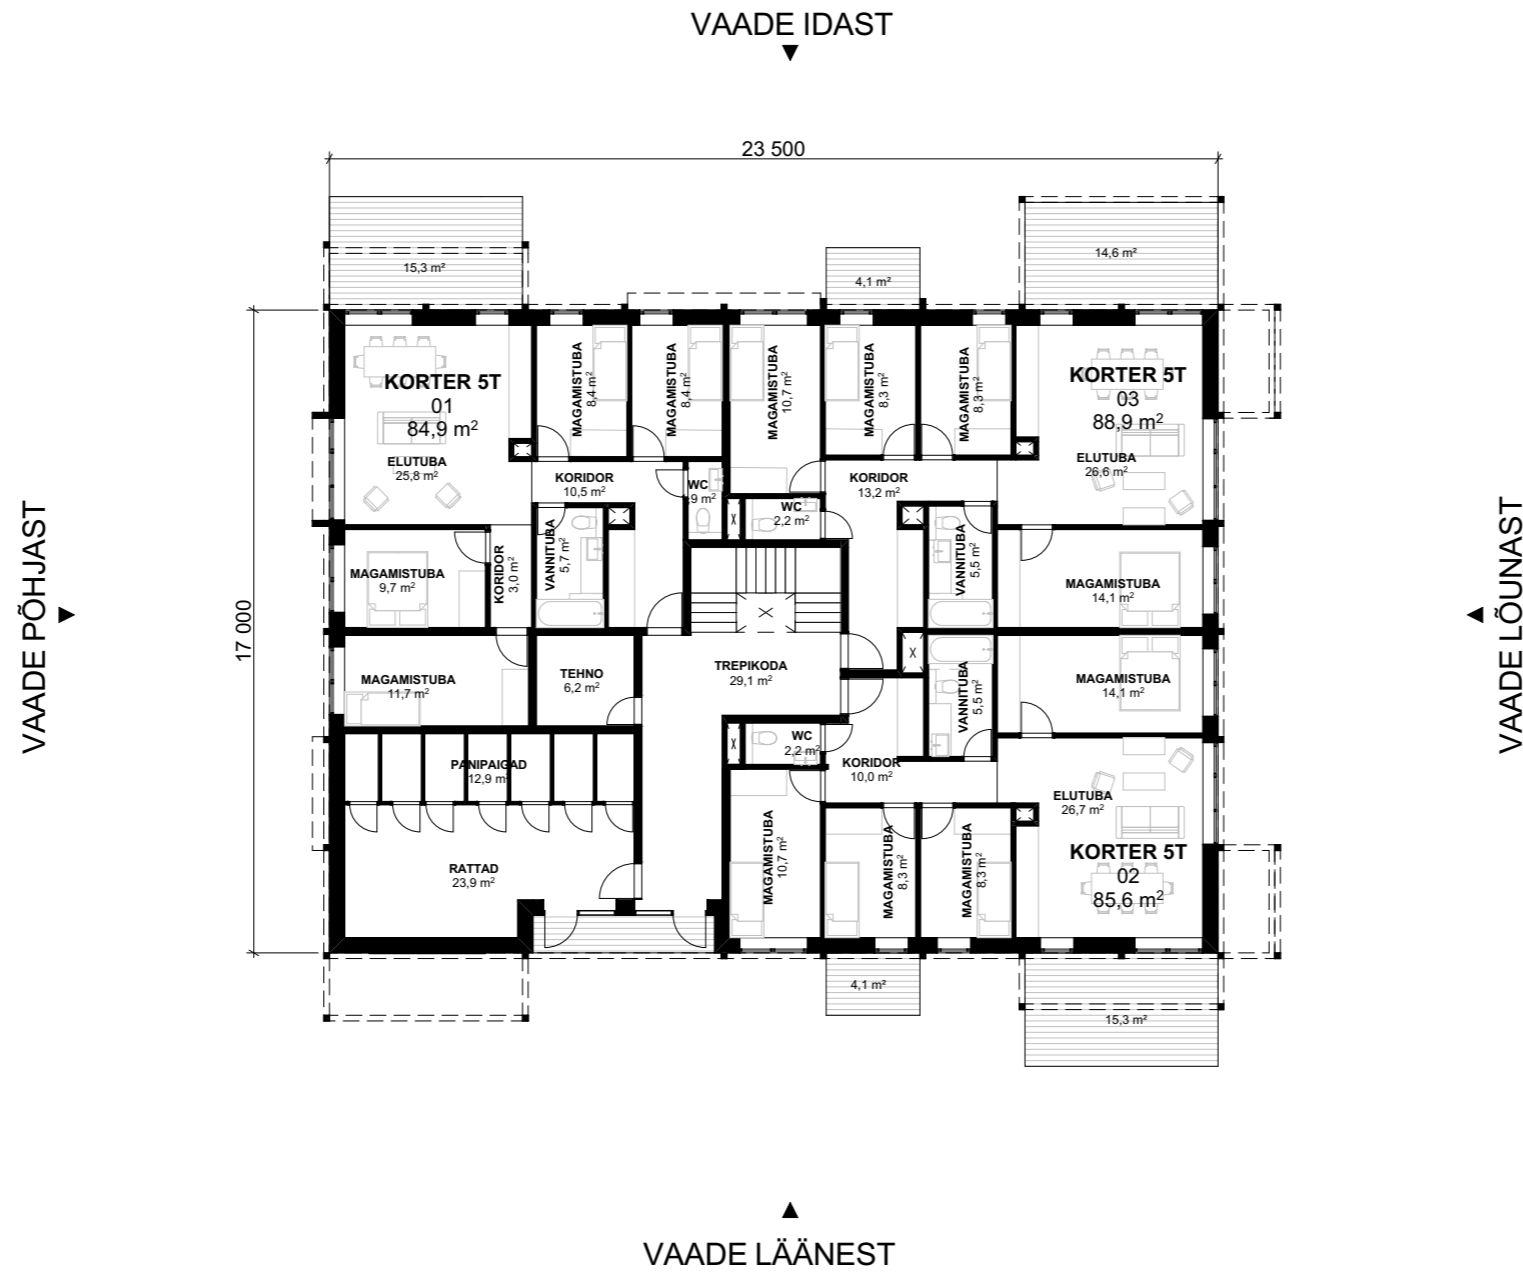 VAADE IDAST
23 500
15,3 m²
4,1 m²
14,6 m²
KORTER 5T
01
84,9 m²
ELUTUBA
25,8 m²
MAGAMISTUBA
8,4 m²
MAGAMISTUBA
8,4 m²
MAGAMISTUBA
10,7 m²
MAGAMISTUBA
8,3 m²
MAGAMISTUBA
8,3 m²
KORTER 5T
03
88,9 m²
ELUTUBA
26,6 m²
KORIDOR
10,5 m²
WC
9 m²
WC
2,2 m²
KORIDOR
13,2 m²
VAADE PÕHJAST
17 000
MAGAMISTUBA
9,7 m²
KORIDOR
3,0 m²
VANNITUBA
5,7 m²
VANNITUBA
5,5 m²
MAGAMISTUBA
14,1 m²
VAADE LÕUNAST
MAGAMISTUBA
11,7 m²
TEHNO
6,2 m²
TREPIKODA
29,1 m²
VANNITUBA
5,5 m²
MAGAMISTUBA
14,1 m²
PANIPAIGAD
12,9 m²
WC
2,2 m²
KORIDOR
10,0 m²
ELUTUBA
26,7 m²
RATTAD
23,9 m²
MAGAMISTUBA
10,7 m²
MAGAMISTUBA
8,3 m²
MAGAMISTUBA
8,3 m²
KORTER 5T
02
85,6 m²
4,1 m²
15,3 m²
VAADE LÄÄNEST